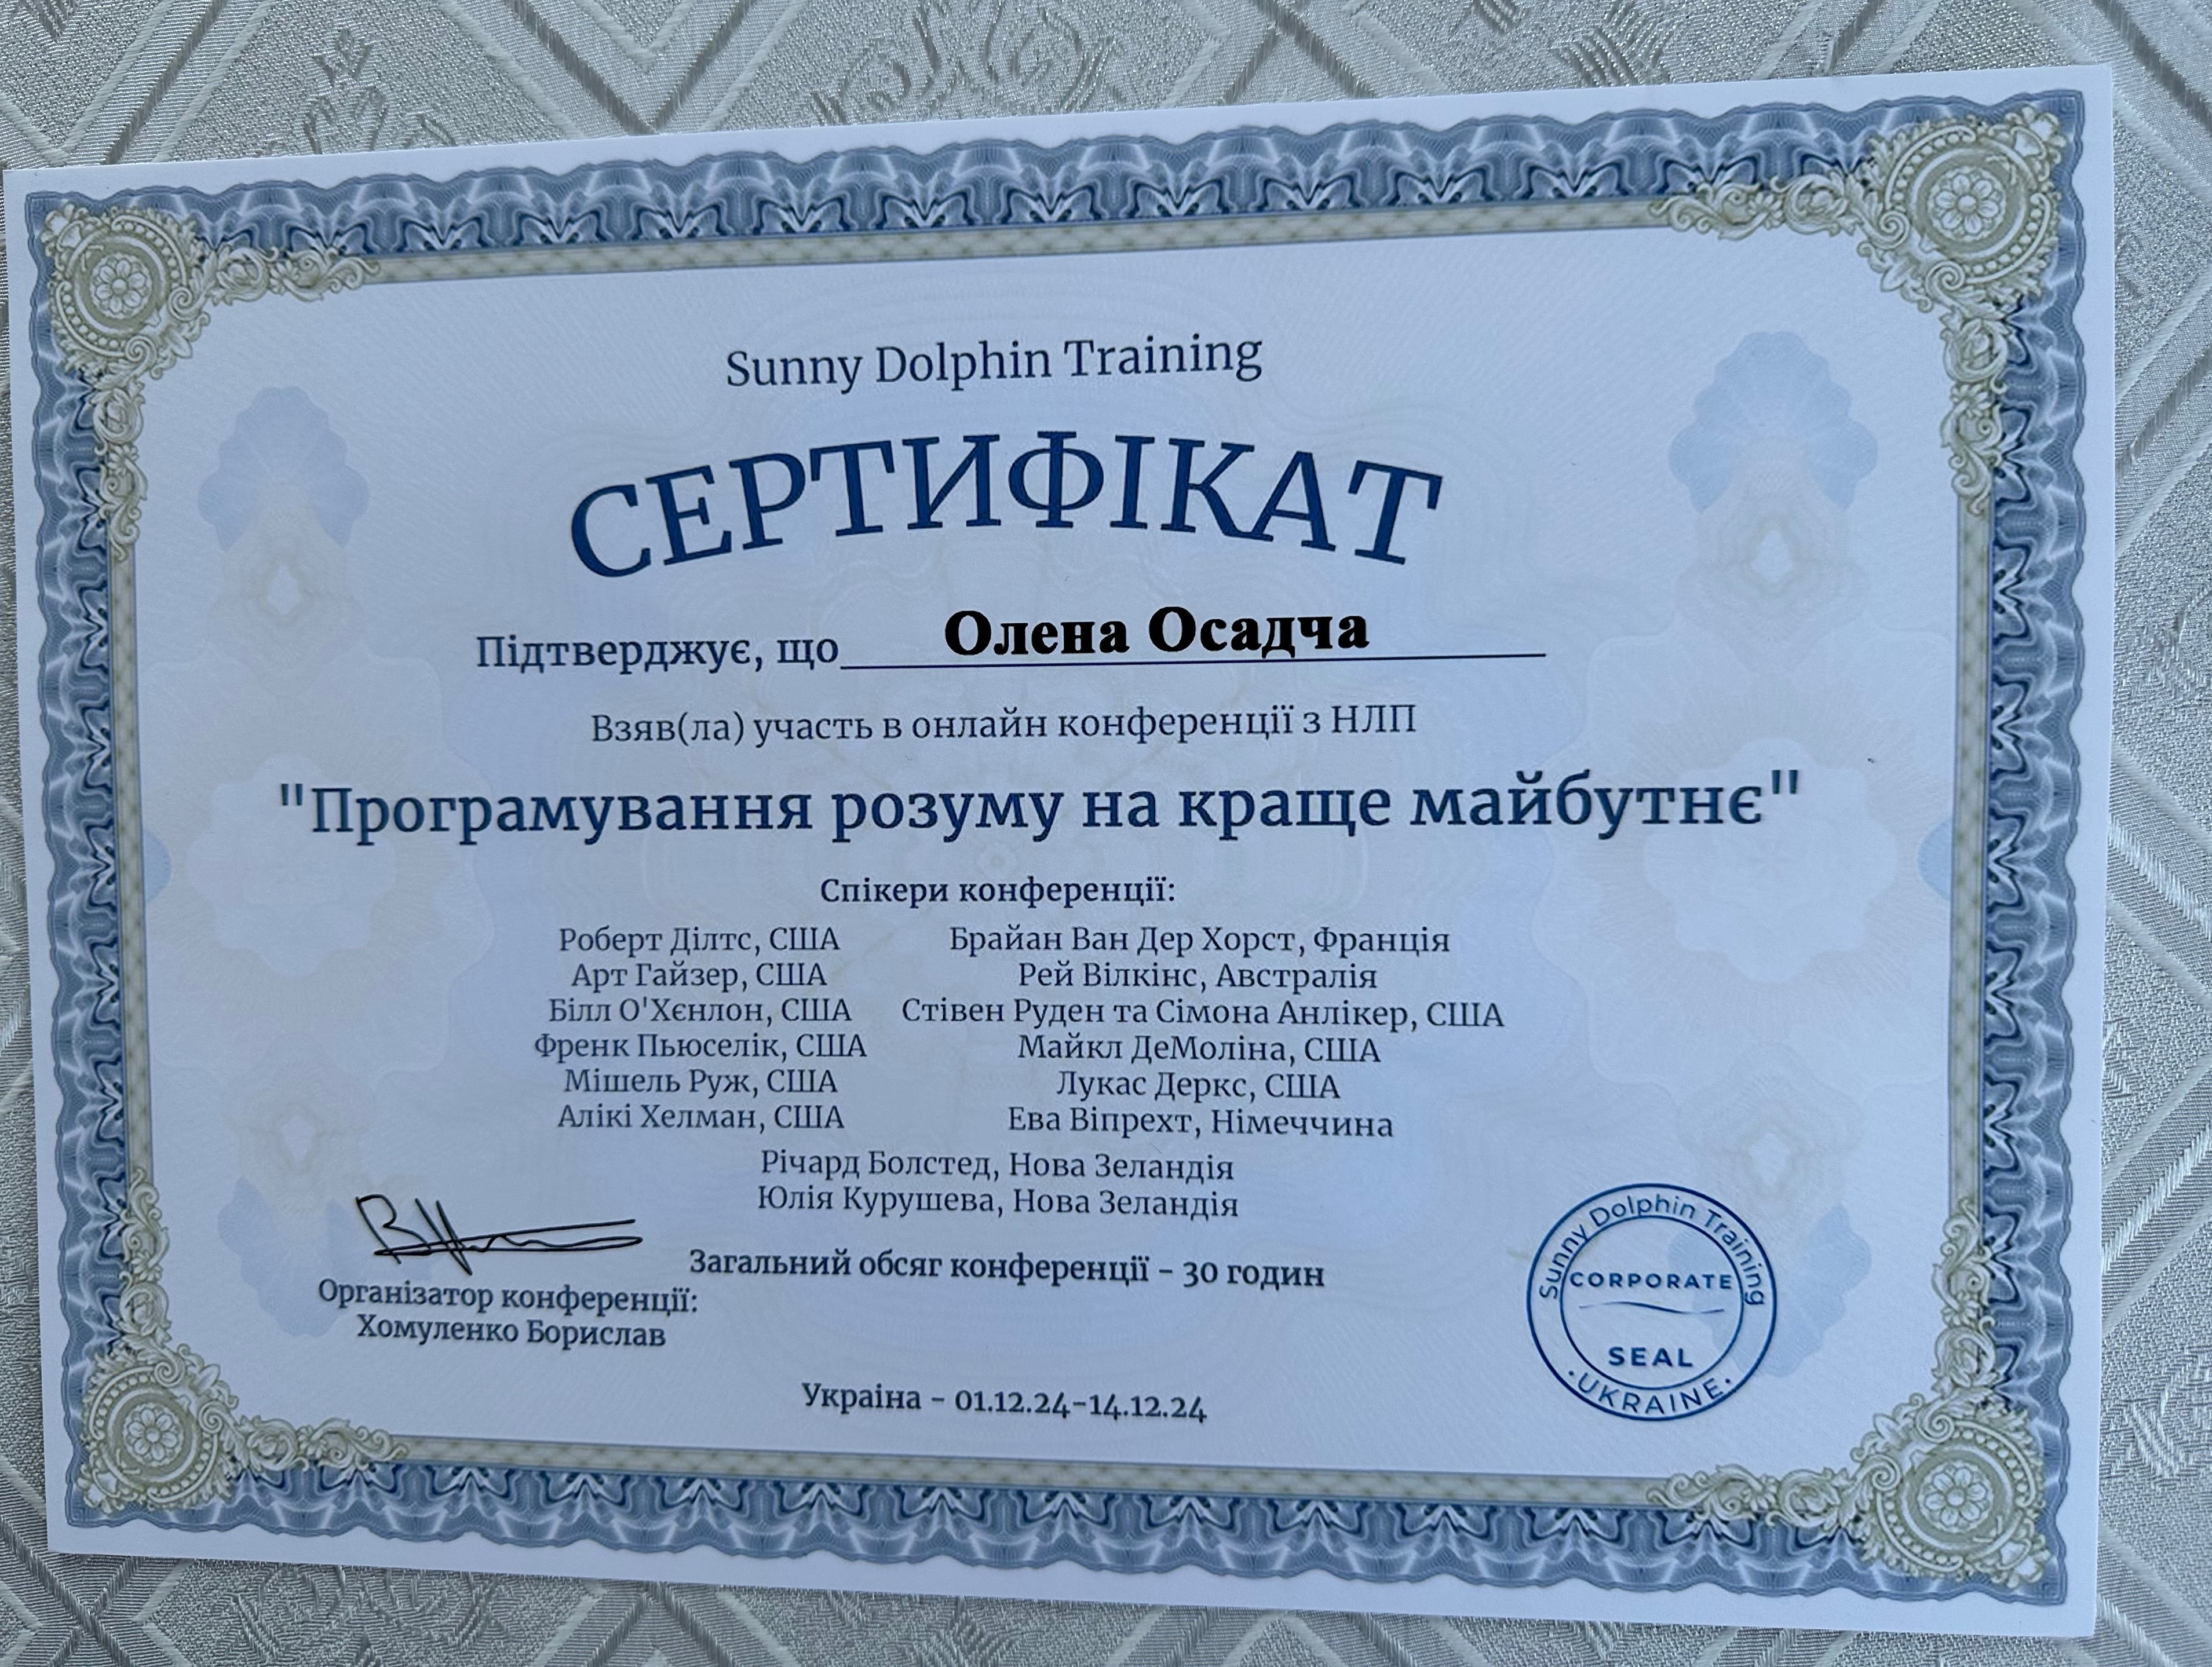 Sunny Dolphin Training
СЕРТИФІКАТ
Підтверджує, що Олена Осадча
Взяв(ла) участь в онлайн конференції з НЛП
"Програмування розуму на краще майбутнє"
Спікери конференції:
Роберт Ділтс, США
Арт Гайзер, США
Білл О'Хєнлон, США
Френк Пьюселік, США
Мішель Руж, США
Алікі Хелман, США
Брайан Ван Дер Хорст, Франція
Рей Вілкінс, Австралія
Стівен Руден та Сімона Анлікер, США
Майкл ДеМоліна, США
Лукас Деркс, США
Ева Віпрехт, Німеччина
Річард Болстед, Нова Зеландія
Юлія Курушева, Нова Зеландія
Загальний обсяг конференції - 30 годин
Організатор конференції:
Хомуленко Борислав
Sunny Dolphin Training
CORPORATE
SEAL
·UKRAINE·
Україна - 01.12.24-14.12.24